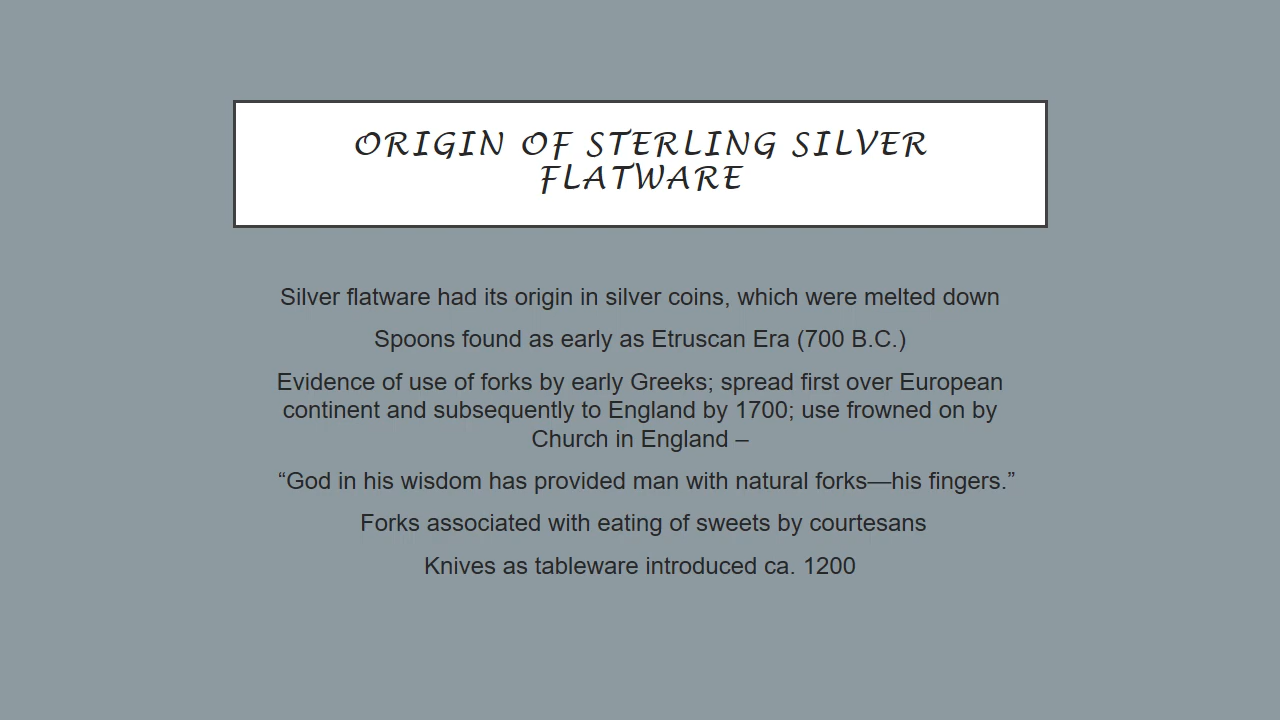 ORIGIN OF STERLING SILVER
FLATWARE
Silver flatware had its origin in silver coins, which were melted down
Spoons found as early as Etruscan Era (700 B.C.)
Evidence of use of forks by early Greeks; spread first over European
continent and subsequently to England by 1700; use frowned on by
Church in England –
“God in his wisdom has provided man with natural forks—his fingers.”
Forks associated with eating of sweets by courtesans
Knives as tableware introduced ca. 1200